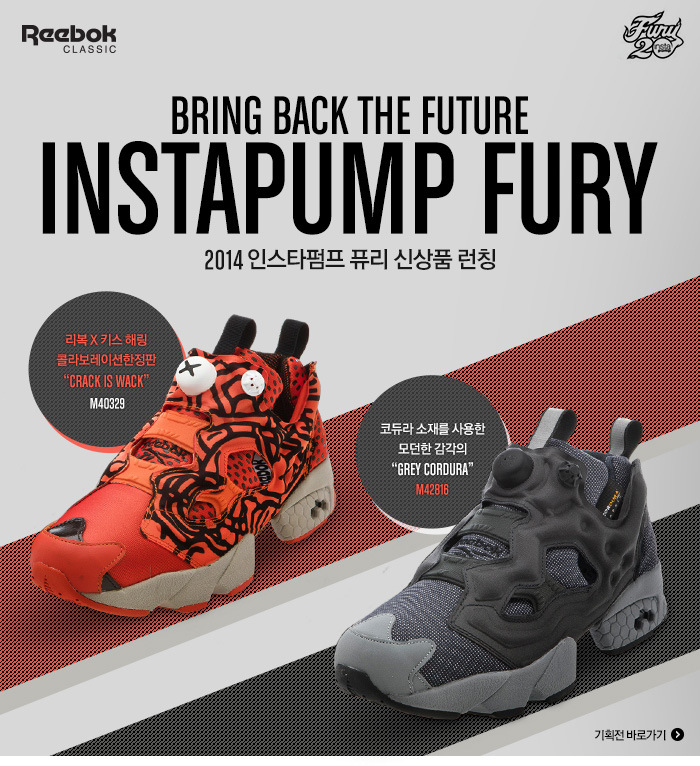 Reebok
CLASSIC
Fury
20
BRING BACK THE FUTURE
INSTAPUMP FURY
2014 인스타펌프 퓨리 신상품 런칭
리복 X 키스 해링
콜라보레이션한정판
“CRACK IS WACK”
M40329
코듀라 소재를 사용한
모던한 감각의
“GREY CORDURA”
M42816
기획전 바로가기